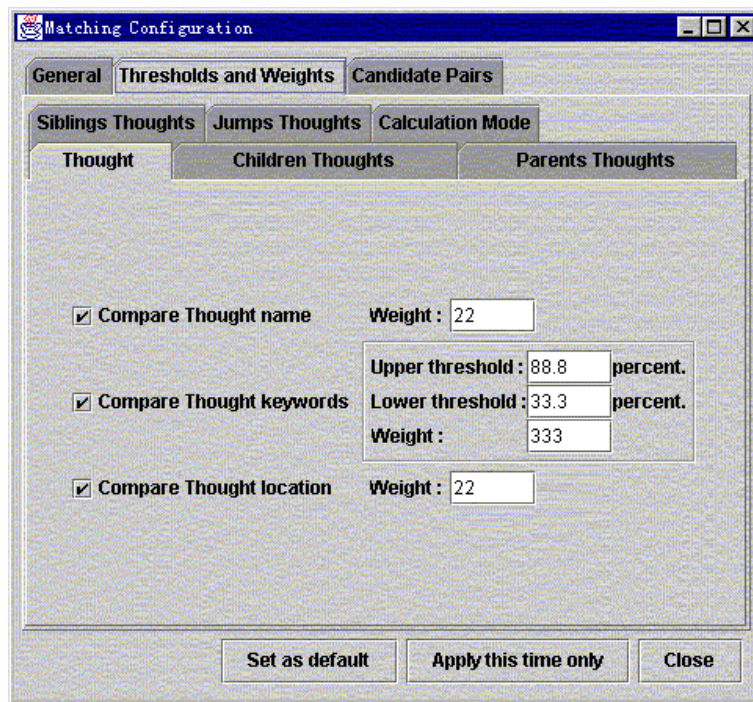 Matching Configuration
General Thresholds and Weights Candidate Pairs
Siblings Thoughts Jumps Thoughts Calculation Mode
Thought Children Thoughts Parents Thoughts
Compare Thought name Weight : 22
Upper threshold : 88.8 percent.
Compare Thought keywords Lower threshold : 33.3 percent.
Weight : 333
Compare Thought location Weight : 22
Set as default Apply this time only Close